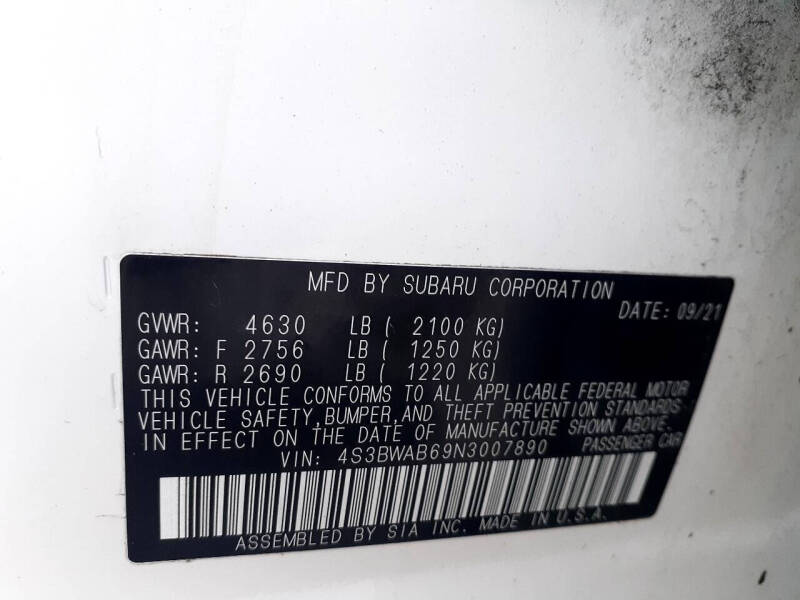 MFD BY SUBARU CORPORATION
DATE: 09/21
GVWR: 4630 LB ( 2100 KG)
GAWR: F 2756 LB ( 1250 KG)
GAWR: R 2690 LB ( 1220 KG)
THIS VEHICLE CONFORMS TO ALL APPLICABLE FEDERAL MOTOR
VEHICLE SAFETY, BUMPER, AND THEFT PREVENTION STANDARDS
IN EFFECT ON THE DATE OF MANUFACTURE SHOWN ABOVE.
VIN: 4S3BWAB69N3007890 PASSENGER CAR
ASSEMBLED BY SIA INC. MADE IN U.S.A.